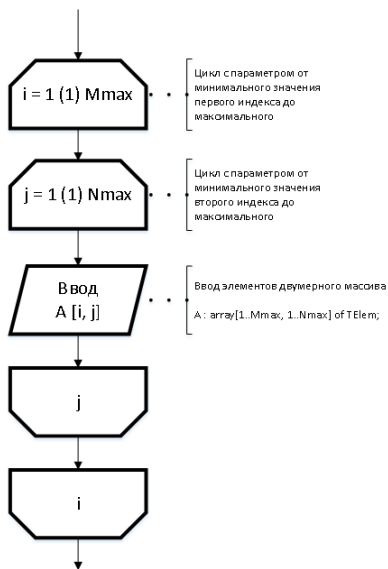 i = 1 (1) Mmax
Цикл с параметром от
минимального значения
первого индекса до
максимального
j = 1 (1) Nmax
Цикл с параметром от
минимального значения
второго индекса до
максимального
Ввод
A [i, j]
Ввод элементов двумерного массива
A : array[1..Mmax, 1..Nmax] of TElem;
j
i